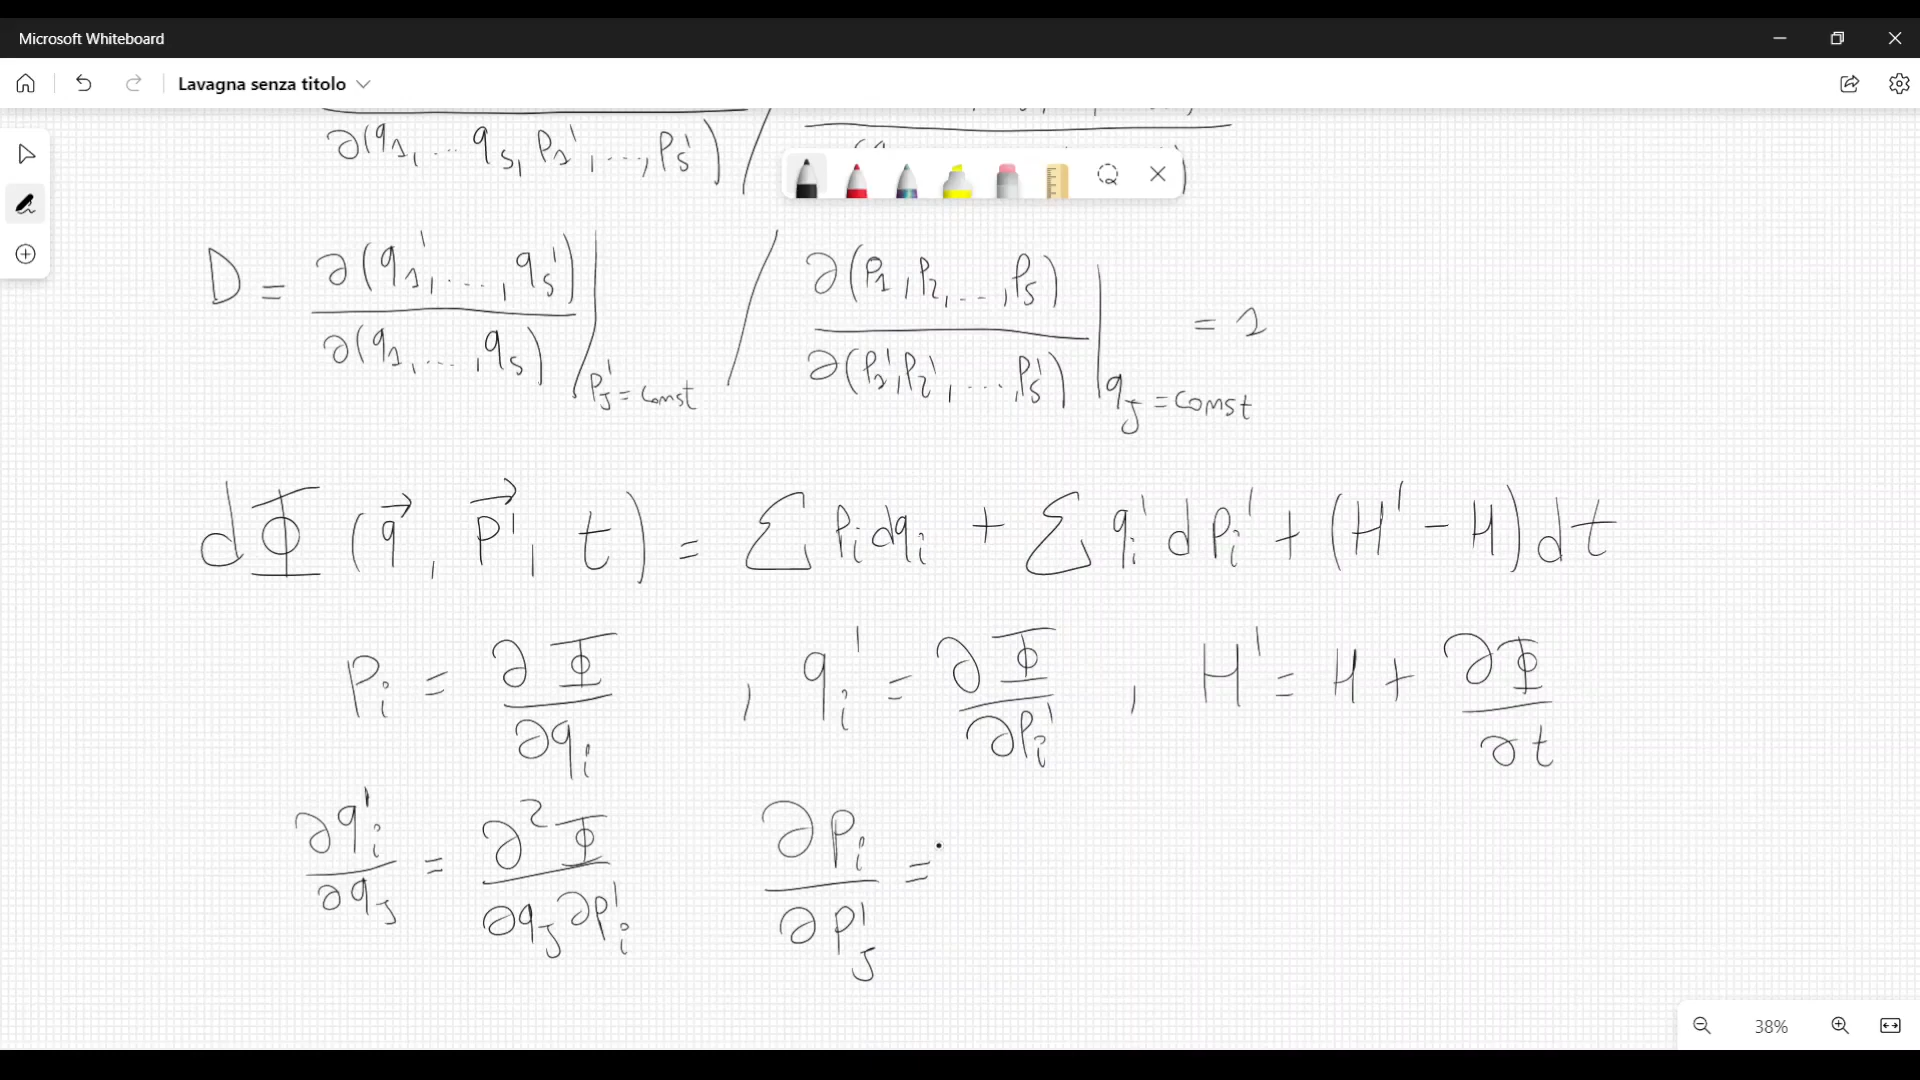 Microsoft Whiteboard
Lavagna senza titolo
∂(q₁, ... qₛ, p₁', ..., pₛ')
D = ∂(q₁', ..., qₛ') / ∂(q₁, ..., qₛ) | pⱼ' = const / ∂(p₁, p₂, ..., pₛ) / ∂(p₁', p₂', ..., pₛ') | qⱼ = const = 1
dΦ (q⃗, p⃗', t) = Σ pᵢ dqᵢ + Σ qᵢ' d pᵢ' + (H' - H) dt
pᵢ = ∂Φ / ∂qᵢ , qᵢ' = ∂Φ / ∂pᵢ' , H' = H + ∂Φ / ∂t
∂qᵢ' / ∂qⱼ = ∂²Φ / ∂qⱼ ∂pᵢ' ∂pᵢ / ∂pⱼ' =
38%